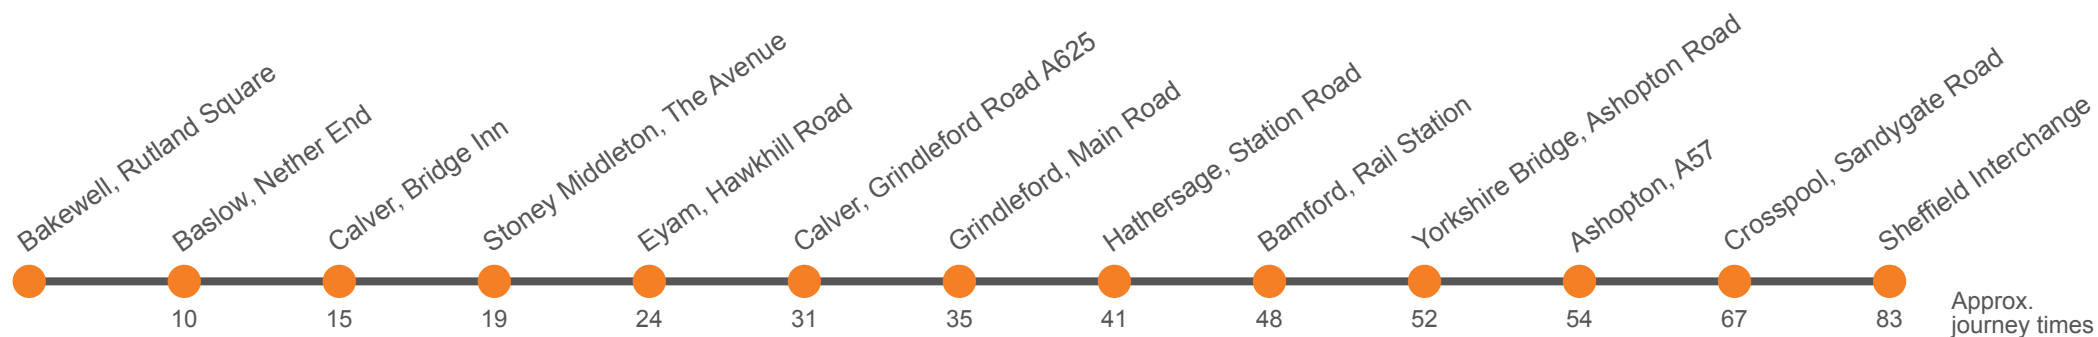 Bakewell, Rutland Square
Baslow, Nether End
Calver, Bridge Inn
Stoney Middleton, The Avenue
Eyam, Hawkhill Road
Calver, Grindleford Road A625
Grindleford, Main Road
Hathersage, Station Road
Bamford, Rail Station
Yorkshire Bridge, Ashopton Road
Ashopton, A57
Crosspool, Sandygate Road
Sheffield Interchange
10
15
19
24
31
35
41
48
52
54
67
83
Approx.
journey times